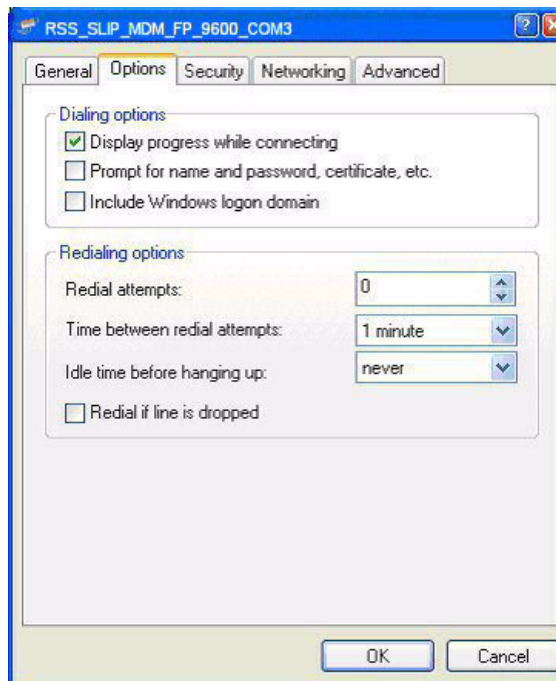 RSS_SLIP_MDM_FP_9600_COM3
General Options Security Networking Advanced
Dialing options
Display progress while connecting
Prompt for name and password, certificate, etc.
Include Windows logon domain
Redialing options
Redial attempts: 0
Time between redial attempts: 1 minute
Idle time before hanging up: never
Redial if line is dropped
OK Cancel